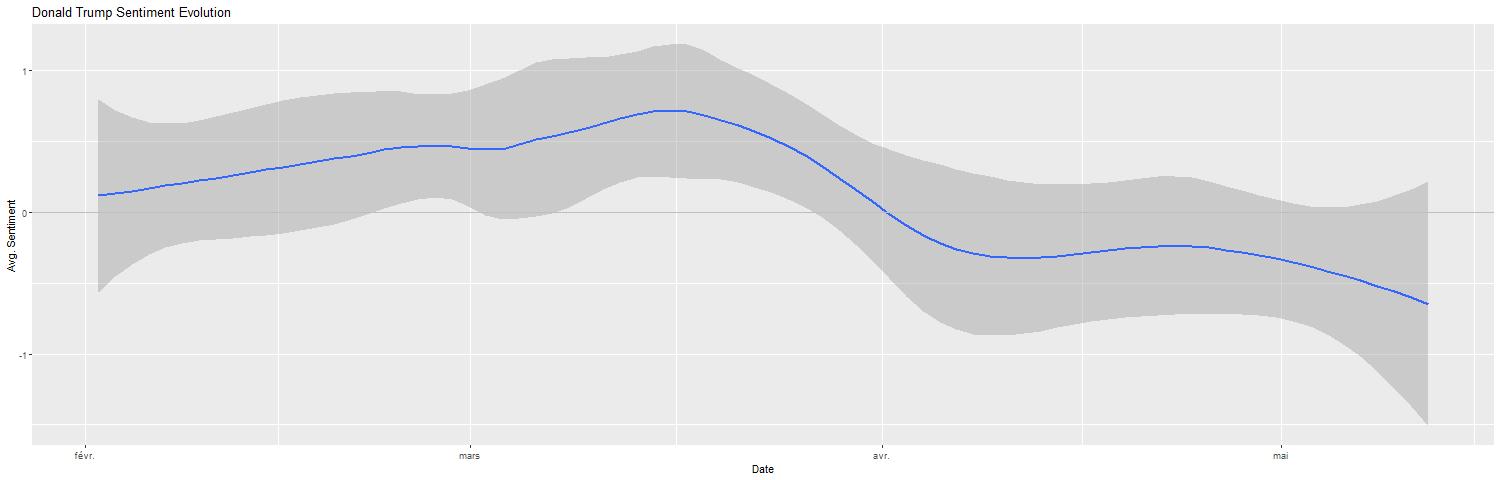 Donald Trump Sentiment Evolution
1
0
-1
Avg. Sentiment
févr.
mars
avr.
mai
Date